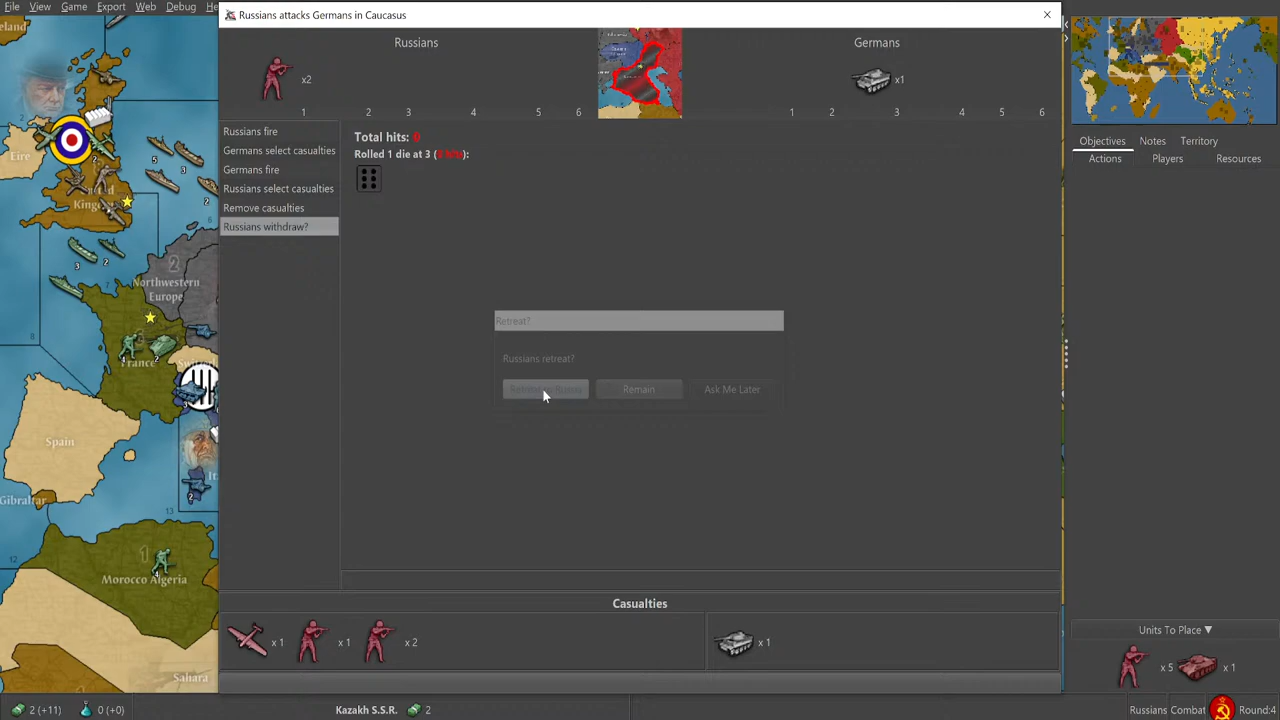 File View Game Export Web Debug He
Russians attacks Germans in Caucasus
Russians
Germans
x2
x1
1 2 3 4 5 6
1 2 3 4 5 6
Russians fire
Germans select casualties
Germans fire
Russians select casualties
Remove casualties
Russians withdraw?
Total hits: 0
Rolled 1 die at 3 (0 hits):
Retreat?
Russians retreat?
Remain
Ask Me Later
Casualties
x 1
x 1
x 2
x 1
Objectives Notes Territory
Actions Players Resources
Units To Place ▼
x 5
x 1
Eire
Northwestern
Europe
France
Spain
Gibraltar
Morocco Algeria
Sahara
2 (+11)
0 (+0)
Kazakh S.S.R.
2
Russians Combat
Round:4